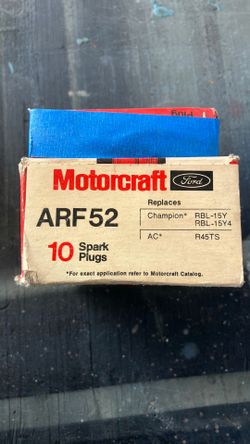 Motorcraft Ford
ARF52
10 Spark Plugs
Replaces
Champion* RBL-15Y
RBL-15Y4
AC* R45TS
*For exact application refer to Motorcraft Catalog.